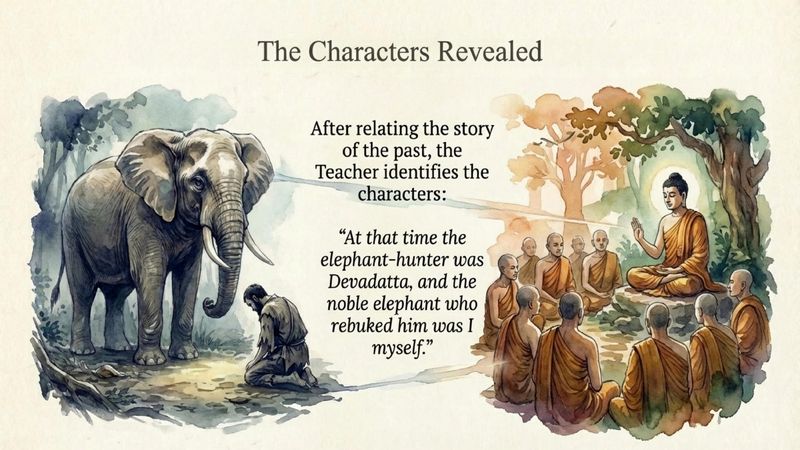 The Characters Revealed
After relating the story
of the past, the
Teacher identifies the
characters:
“At that time the
elephant-hunter was
Devadatta, and the
noble elephant who
rebuked him was I
myself.”